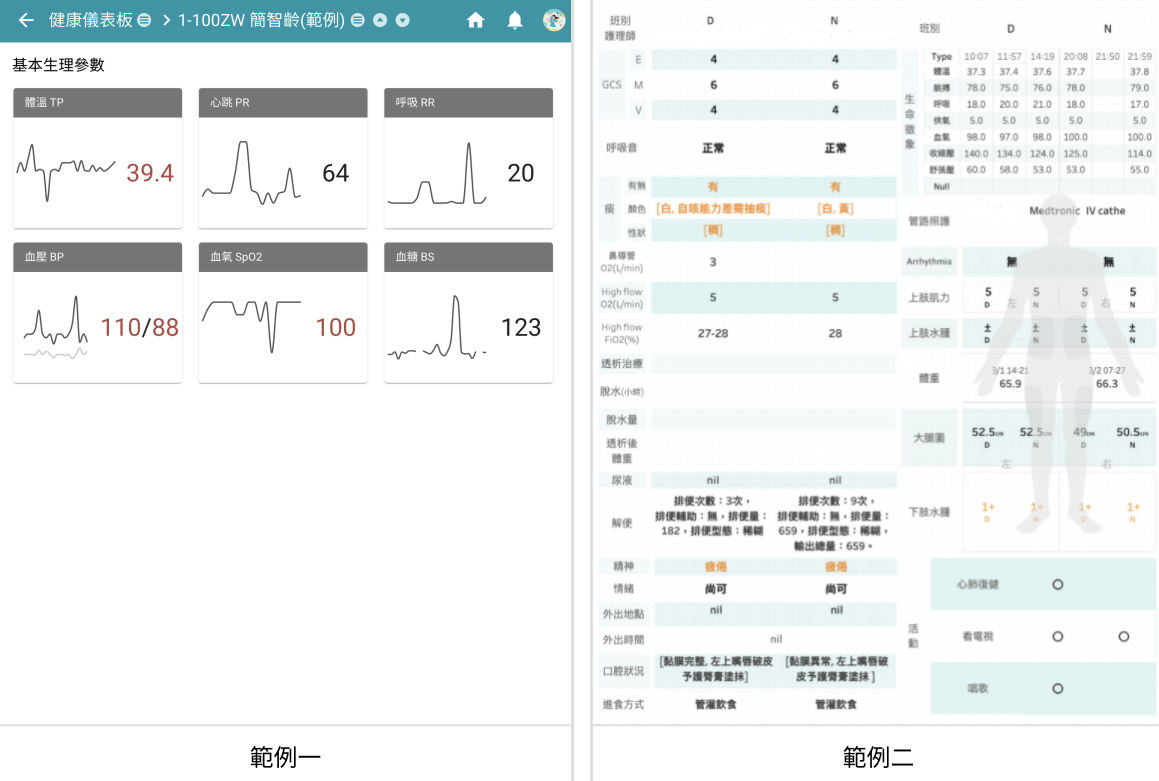 健康儀表板 1-100ZW 簡智齡(範例)
基本生理參數
體溫 TP 心跳 PR 呼吸 RR
39.4 64 20
血壓 BP 血氧 SpO2 血糖 BS
110/88 100 123
範例一
班別 D N
護理師
GCS
E 4 4
M 6 6
V 4 4
呼吸音 正常 正常
痰
有無 有 有
顏色 [白, 自咳能力差需抽痰] [白, 黃]
性狀 [稠] [稠]
鼻導管
O2(L/min) 3
High flow
O2(L/min) 5 5
High flow
FiO2(%) 27-28 28
透析治療
脫水(小時)
脫水量
透析後
體重
尿液 nil nil
解便
排便次數：3次，
排便輔助：無，排便量：
182，排便型態：稀糊
排便次數：9次，
排便輔助：無，排便量：
659，排便型態：稀糊，
輸出總量：659。
精神 疲倦 疲倦
情緒 尚可 尚可
外出地點 nil nil
外出時間 nil
口腔狀況
[黏膜完整, 左上嘴唇破皮
予護唇膏塗抹]
[黏膜異常, 左上嘴唇破
皮予護唇膏塗抹 ]
進食方式 管灌飲食 管灌飲食
班別 D N
生命徵象
Type 10:07 11:57 14:19 20:08 21:50 21:59
體溫 37.3 37.4 37.6 37.7 37.8
脈搏 78.0 75.0 76.0 78.0 79.0
呼吸 18.0 20.0 21.0 18.0 17.0
供氧 5.0 5.0 5.0 5.0 5.0
血氧 98.0 97.0 98.0 100.0 100.0
收縮壓 140.0 134.0 124.0 125.0 114.0
舒張壓 60.0 58.0 53.0 53.0 55.0
Null
管路照護 Medtronic IV cathe
Arrhythmia 無 無
上肢肌力 5 5 5 5
D 左 N D 右 N
上肢水腫 ± ± ± ±
D N D N
體重
3/1 14:21 3/2 07:27
65.9 66.3
大腿圍 52.5cm 52.5cm 49cm 50.5cm
D N D N
左 右
下肢水腫 1+ 1+ 1+ 1+
D N D N
活動
心肺復健 O
看電視 O O
唱歌 O
範例二